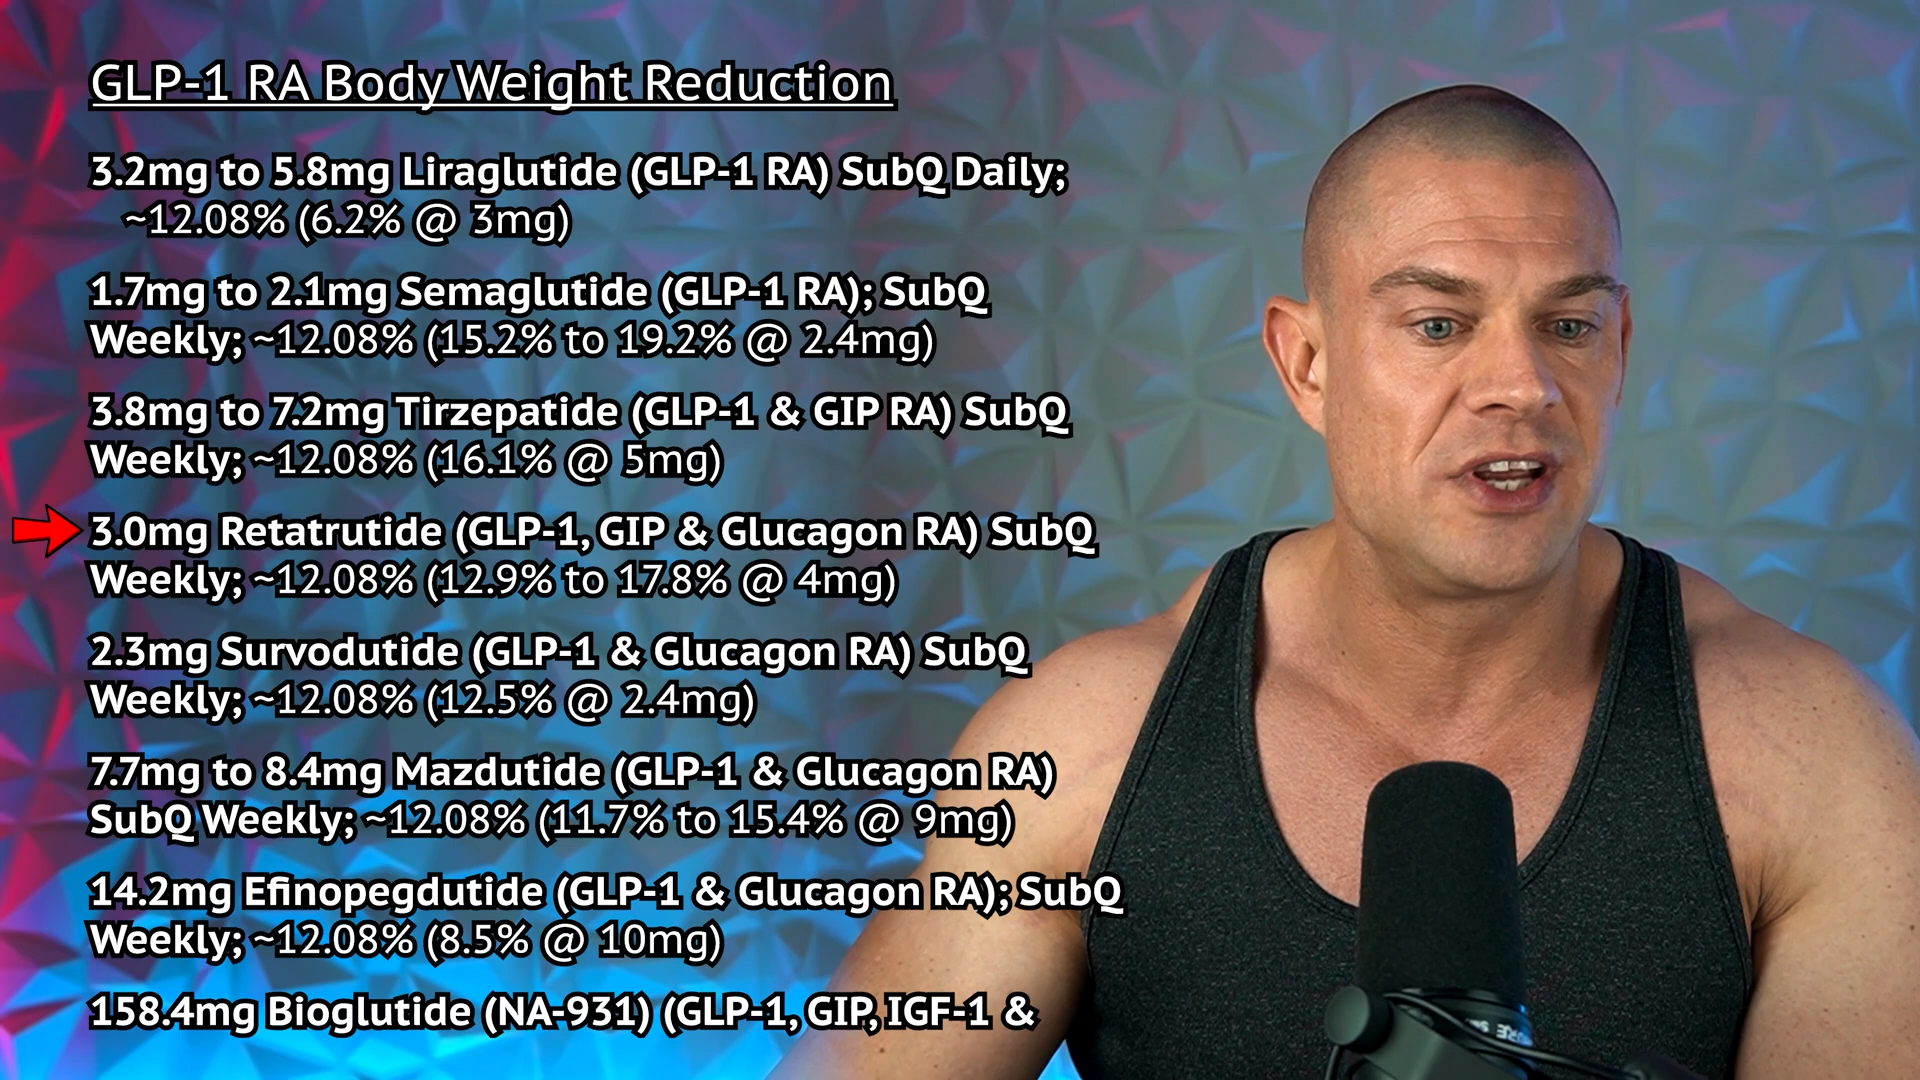 GLP-1 RA Body Weight Reduction
3.2mg to 5.8mg Liraglutide (GLP-1 RA) SubQ Daily;
~12.08% (6.2% @ 3mg)
1.7mg to 2.1mg Semaglutide (GLP-1 RA); SubQ
Weekly; ~12.08% (15.2% to 19.2% @ 2.4mg)
3.8mg to 7.2mg Tirzepatide (GLP-1 & GIP RA) SubQ
Weekly; ~12.08% (16.1% @ 5mg)
3.0mg Retatrutide (GLP-1, GIP & Glucagon RA) SubQ
Weekly; ~12.08% (12.9% to 17.8% @ 4mg)
2.3mg Survodutide (GLP-1 & Glucagon RA) SubQ
Weekly; ~12.08% (12.5% @ 2.4mg)
7.7mg to 8.4mg Mazdutide (GLP-1 & Glucagon RA)
SubQ Weekly; ~12.08% (11.7% to 15.4% @ 9mg)
14.2mg Efinopegdutide (GLP-1 & Glucagon RA); SubQ
Weekly; ~12.08% (8.5% @ 10mg)
158.4mg Bioglutide (NA-931) (GLP-1, GIP, IGF-1 &